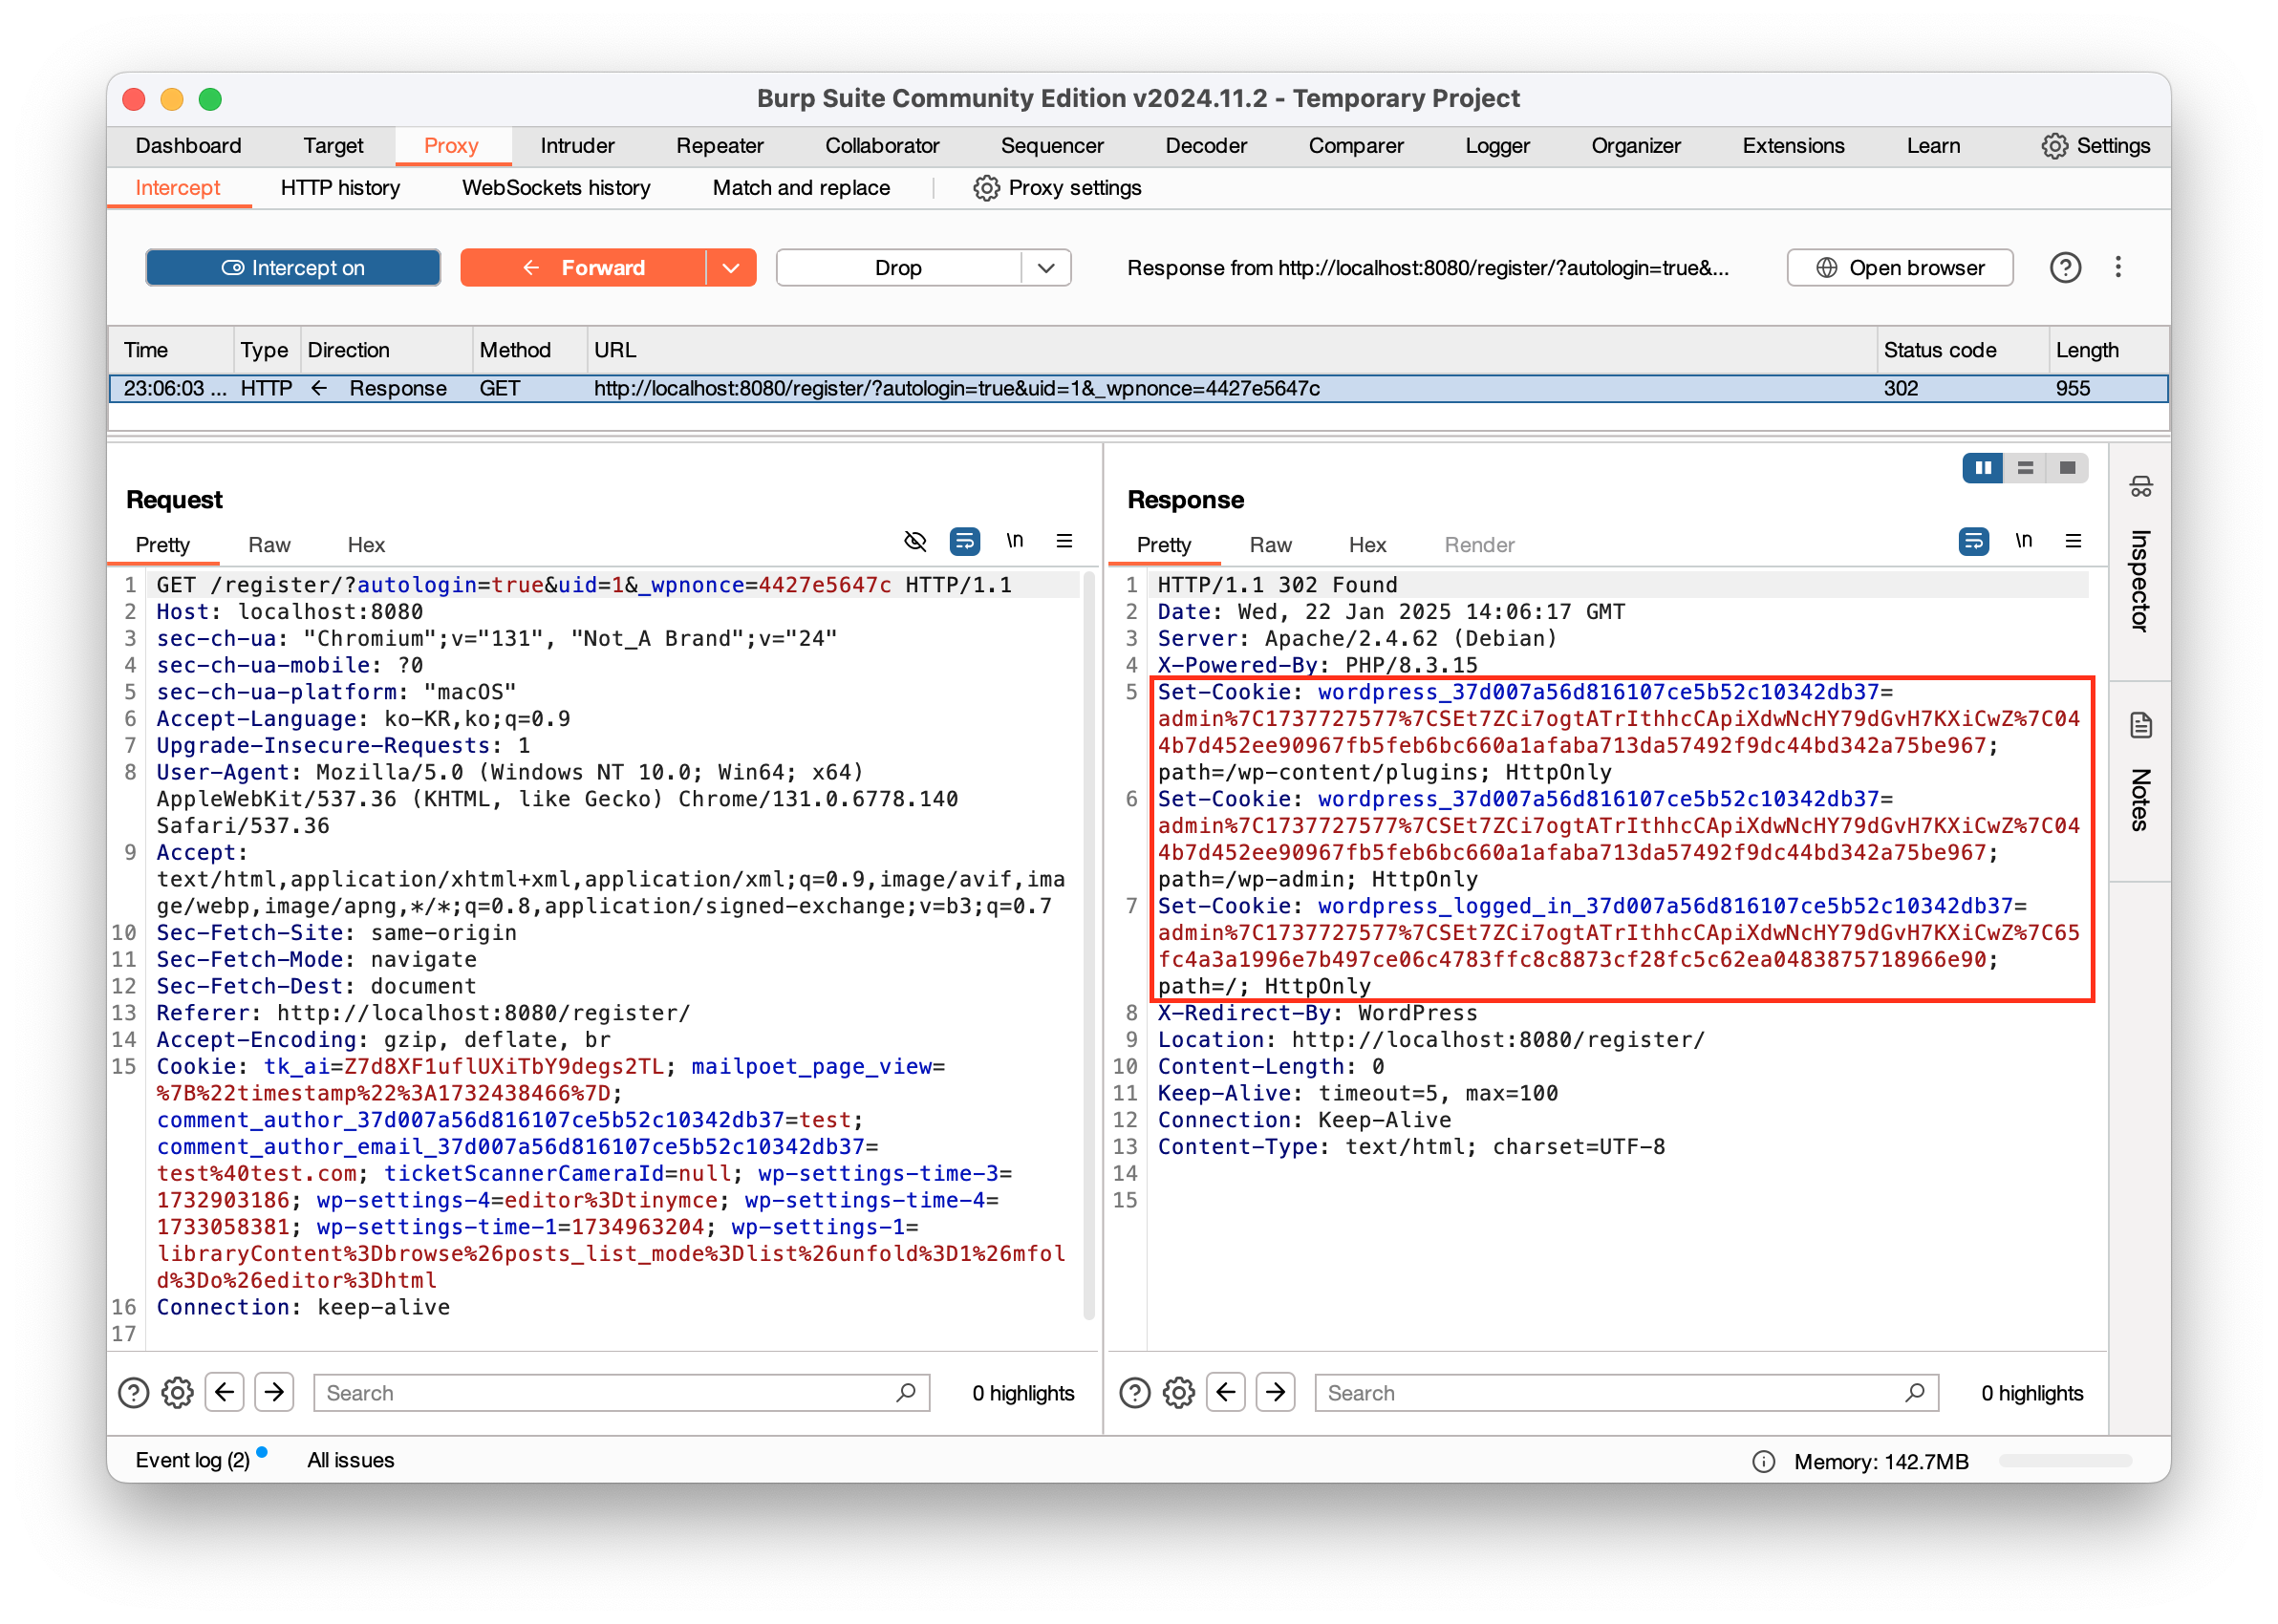 Burp Suite Community Edition v2024.11.2 - Temporary Project
Dashboard Target Proxy Intruder Repeater Collaborator Sequencer Decoder Comparer Logger Organizer Extensions Learn Settings
Intercept HTTP history WebSockets history Match and replace Proxy settings
Intercept on Forward Drop Response from http://localhost:8080/register/?autologin=true&... Open browser
Time Type Direction Method URL Status code Length
23:06:03 ... HTTP ← Response GET http://localhost:8080/register/?autologin=true&uid=1&_wpnonce=4427e5647c 302 955
Request
Pretty Raw Hex \n
1 GET /register/?autologin=true&uid=1&_wpnonce=4427e5647c HTTP/1.1
2 Host: localhost:8080
3 sec-ch-ua: "Chromium";v="131", "Not_A Brand";v="24"
4 sec-ch-ua-mobile: ?0
5 sec-ch-ua-platform: "macOS"
6 Accept-Language: ko-KR,ko;q=0.9
7 Upgrade-Insecure-Requests: 1
8 User-Agent: Mozilla/5.0 (Windows NT 10.0; Win64; x64)
AppleWebKit/537.36 (KHTML, like Gecko) Chrome/131.0.6778.140
Safari/537.36
9 Accept:
text/html,application/xhtml+xml,application/xml;q=0.9,image/avif,ima
ge/webp,image/apng,*/*;q=0.8,application/signed-exchange;v=b3;q=0.7
10 Sec-Fetch-Site: same-origin
11 Sec-Fetch-Mode: navigate
12 Sec-Fetch-Dest: document
13 Referer: http://localhost:8080/register/
14 Accept-Encoding: gzip, deflate, br
15 Cookie: tk_ai=Z7d8XF1uflUXiTbY9degs2TL; mailpoet_page_view=
%7B%22timestamp%22%3A1732438466%7D;
comment_author_37d007a56d816107ce5b52c10342db37=test;
comment_author_email_37d007a56d816107ce5b52c10342db37=
test%40test.com; ticketScannerCameraId=null; wp-settings-time-3=
1732903186; wp-settings-4=editor%3Dtinymce; wp-settings-time-4=
1733058381; wp-settings-time-1=1734963204; wp-settings-1=
libraryContent%3Dbrowse%26posts_list_mode%3Dlist%26unfold%3D1%26mfol
d%3Do%26editor%3Dhtml
16 Connection: keep-alive
17
Search 0 highlights
Response
Pretty Raw Hex Render \n
1 HTTP/1.1 302 Found
2 Date: Wed, 22 Jan 2025 14:06:17 GMT
3 Server: Apache/2.4.62 (Debian)
4 X-Powered-By: PHP/8.3.15
5 Set-Cookie: wordpress_37d007a56d816107ce5b52c10342db37=
admin%7C1737727577%7CSEt7ZCi7ogtATrIthhcCApiXdwNcHY79dGvH7KXiCwZ%7C04
4b7d452ee90967fb5feb6bc660a1afaba713da57492f9dc44bd342a75be967;
path=/wp-content/plugins; HttpOnly
6 Set-Cookie: wordpress_37d007a56d816107ce5b52c10342db37=
admin%7C1737727577%7CSEt7ZCi7ogtATrIthhcCApiXdwNcHY79dGvH7KXiCwZ%7C04
4b7d452ee90967fb5feb6bc660a1afaba713da57492f9dc44bd342a75be967;
path=/wp-admin; HttpOnly
7 Set-Cookie: wordpress_logged_in_37d007a56d816107ce5b52c10342db37=
admin%7C1737727577%7CSEt7ZCi7ogtATrIthhcCApiXdwNcHY79dGvH7KXiCwZ%7C65
fc4a3a1996e7b497ce06c4783ffc8c8873cf28fc5c62ea0483875718966e90;
path=/; HttpOnly
8 X-Redirect-By: WordPress
9 Location: http://localhost:8080/register/
10 Content-Length: 0
11 Keep-Alive: timeout=5, max=100
12 Connection: Keep-Alive
13 Content-Type: text/html; charset=UTF-8
14
15
Search 0 highlights
Inspector
Notes
Event log (2) All issues Memory: 142.7MB